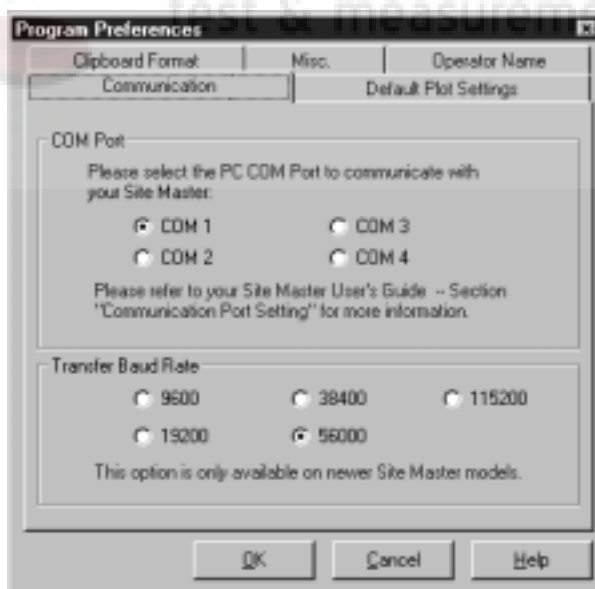 test & measureme
Program Preferences
Clipboard Format
Misc.
Operator Name
Communication
Default Plot Settings
COM Port
Please select the PC COM Port to communicate with
your Site Master:
COM 1
COM 3
COM 2
COM 4
Please refer to your Site Master User's Guide -- Section
"Communication Port Setting" for more information.
Transfer Baud Rate
9600
38400
115200
19200
56000
This option is only available on newer Site Master models.
OK
Cancel
Help